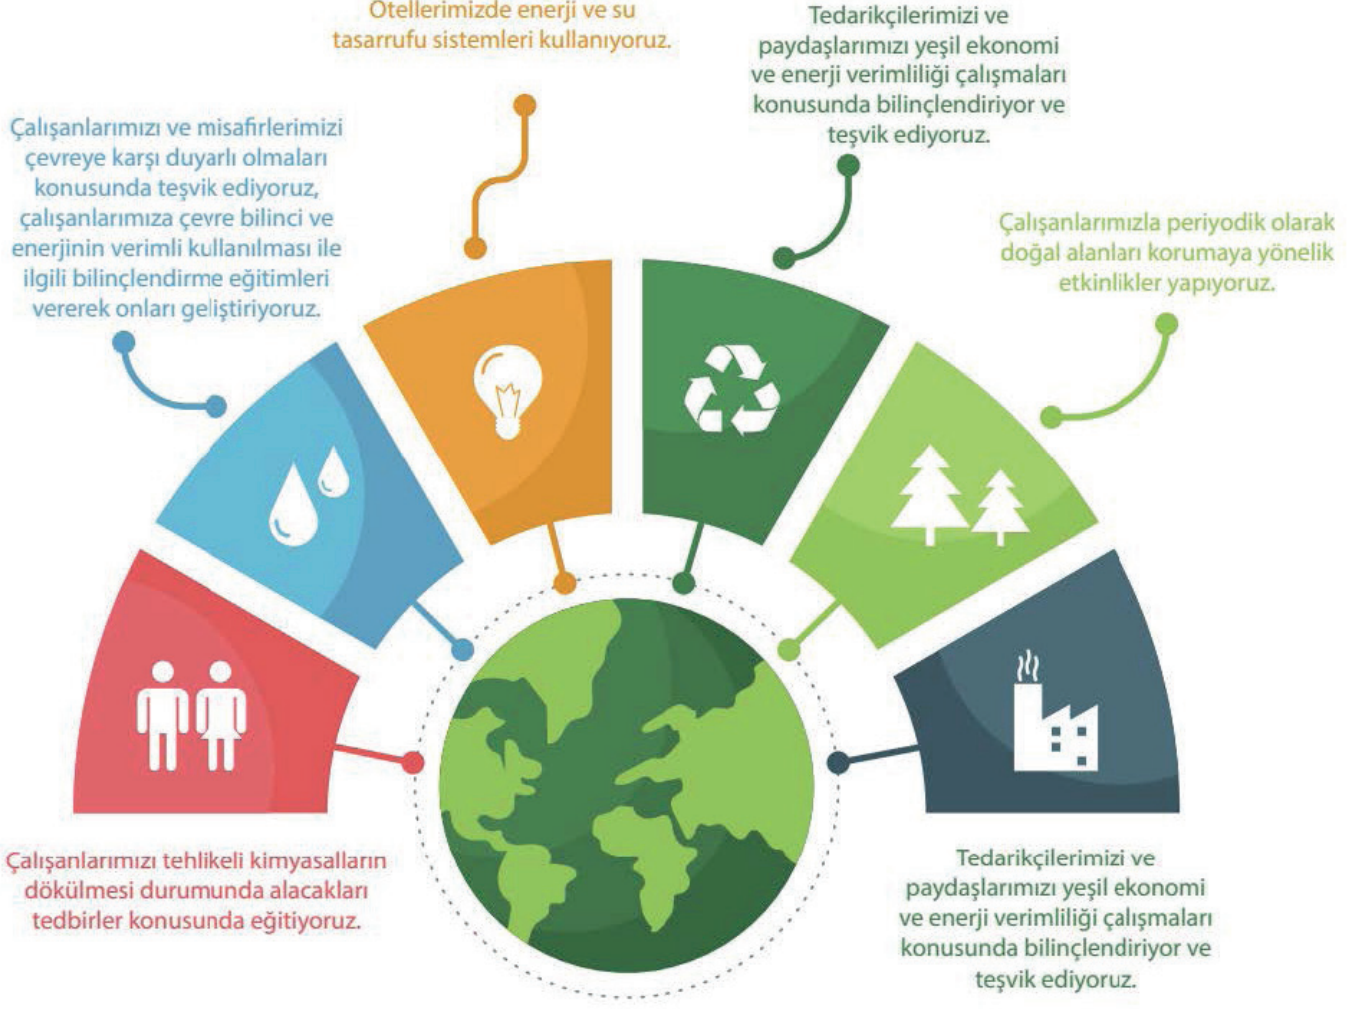 Otellerimizde enerji ve su
tasarrufu sistemleri kullanıyoruz.
Tedarikçilerimizi ve
paydaşlarımızı yeşil ekonomi
ve enerji verimliliği çalışmaları
konusunda bilinçlendiriyor ve
teşvik ediyoruz.
Çalışanlarımızı ve misafirlerimizi
çevreye karşı duyarlı olmaları
konusunda teşvik ediyoruz,
çalışanlarımıza çevre bilinci ve
enerjinin verimli kullanılması ile
ilgili bilinçlendirme eğitimleri
vererek onları geliştiriyoruz.
Çalışanlarımızla periyodik olarak
doğal alanları korumaya yönelik
etkinlikler yapıyoruz.
Çalışanlarımızı tehlikeli kimyasalların
dökülmesi durumunda alacakları
tedbirler konusunda eğitiyoruz.
Tedarikçilerimizi ve
paydaşlarımızı yeşil ekonomi
ve enerji verimliliği çalışmaları
konusunda bilinçlendiriyor ve
teşvik ediyoruz.